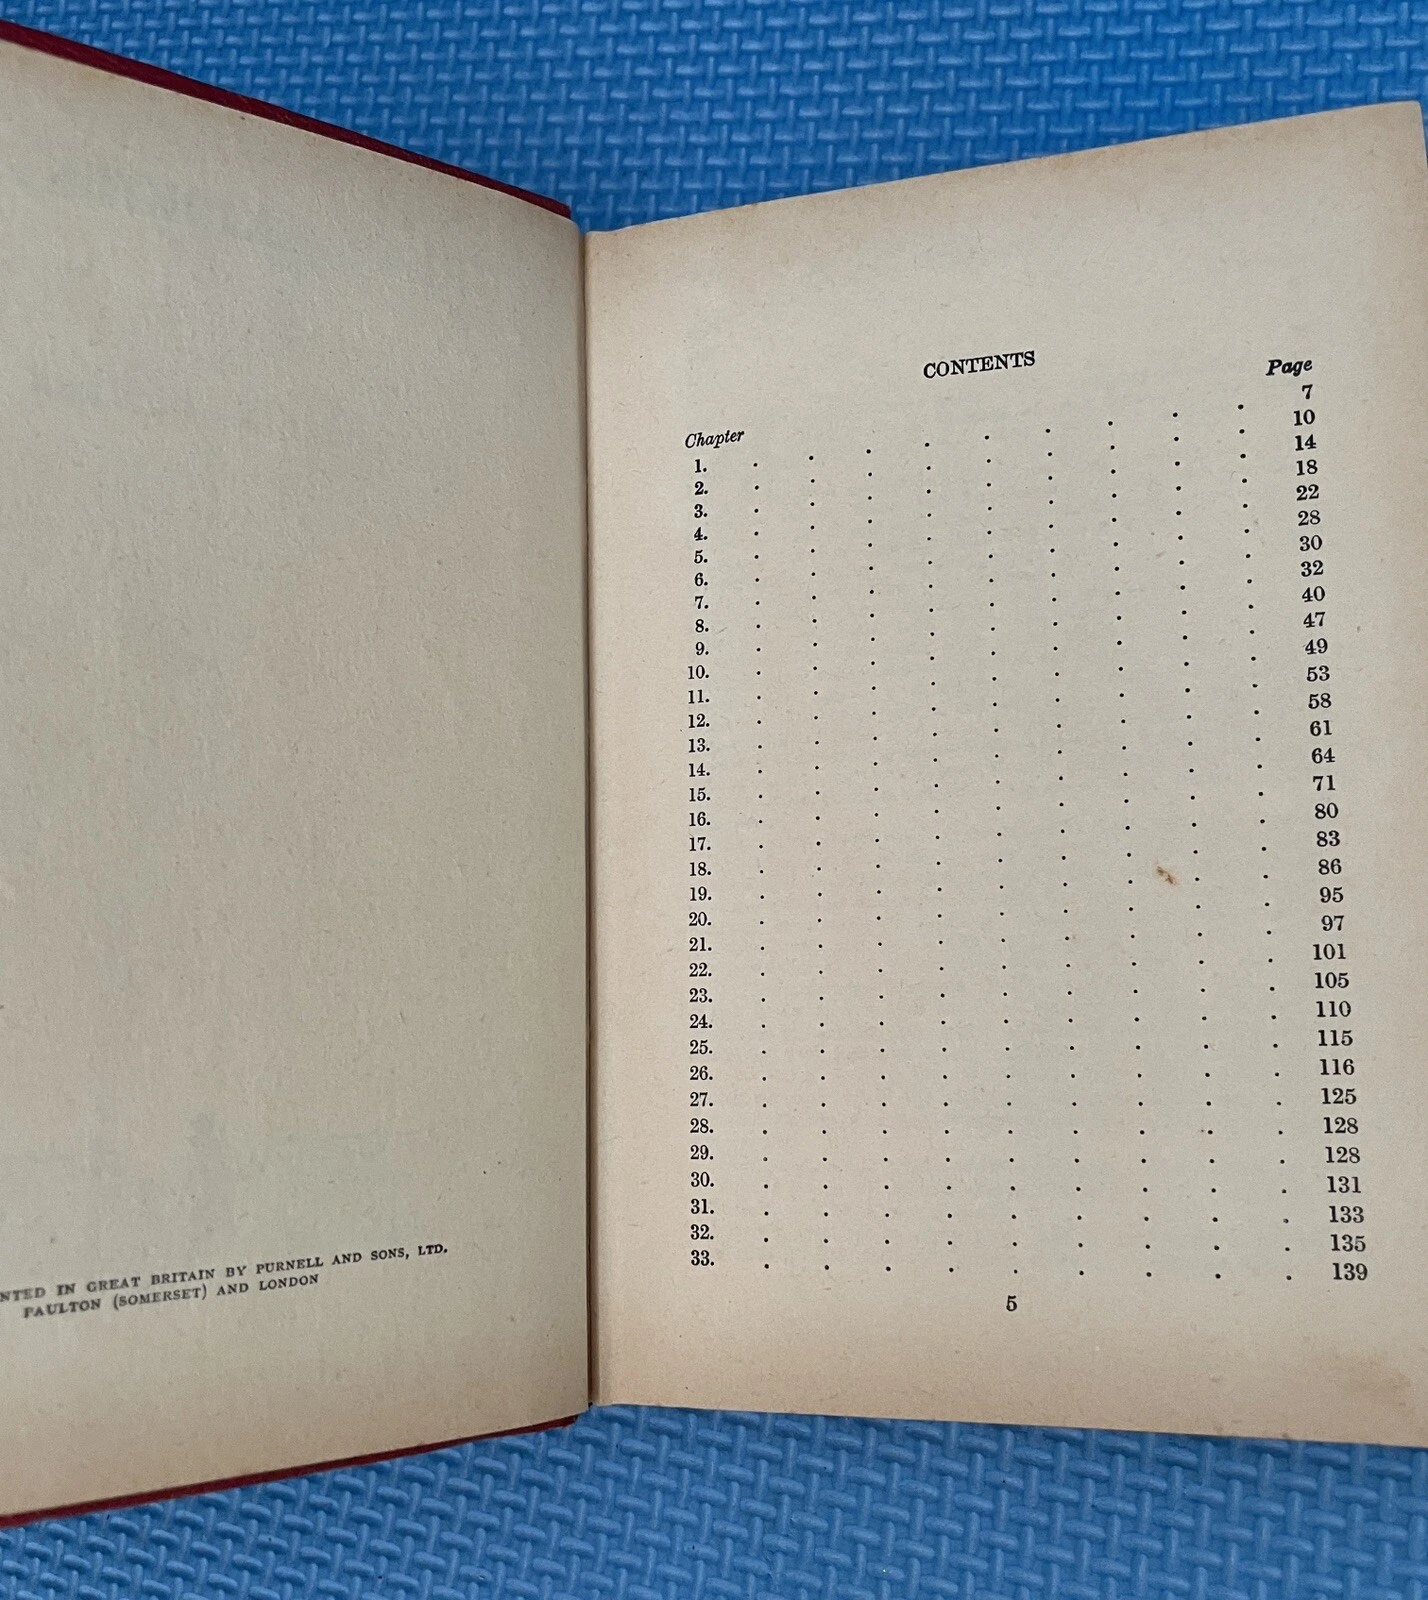 NTED IN GREAT BRITAIN BY PURNELL AND SONS, LTD.
PAULTON (SOMERSET) AND LONDON
CONTENTS
Chapter Page
1. . . . . . . . . . 7
2. . . . . . . . . . 10
3. . . . . . . . . . 14
4. . . . . . . . . . 18
5. . . . . . . . . . 22
6. . . . . . . . . . 28
7. . . . . . . . . . 30
8. . . . . . . . . . 32
9. . . . . . . . . . 40
10. . . . . . . . . . 47
11. . . . . . . . . . 49
12. . . . . . . . . . 53
13. . . . . . . . . . 58
14. . . . . . . . . . 61
15. . . . . . . . . . 64
16. . . . . . . . . . 71
17. . . . . . . . . . 80
18. . . . . . . . . . 83
19. . . . . . . . . . 86
20. . . . . . . . . . 95
21. . . . . . . . . . 97
22. . . . . . . . . . 101
23. . . . . . . . . . 105
24. . . . . . . . . . 110
25. . . . . . . . . . 115
26. . . . . . . . . . 116
27. . . . . . . . . . 125
28. . . . . . . . . . 128
29. . . . . . . . . . 128
30. . . . . . . . . . 131
31. . . . . . . . . . 133
32. . . . . . . . . . 135
33. . . . . . . . . . 139
5